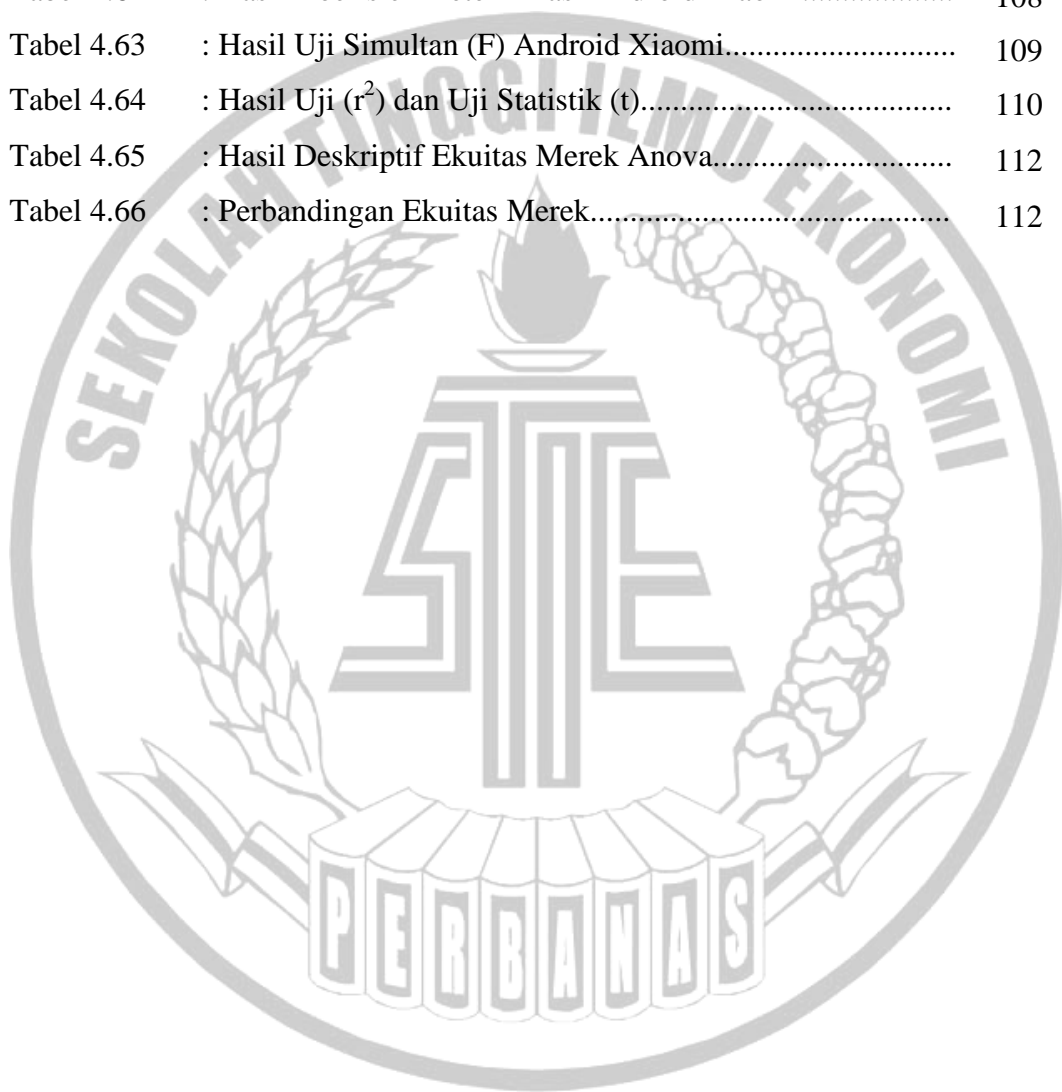 108
Tabel 4.63 : Hasil Uji Simultan (F) Android Xiaomi............................ 109
Tabel 4.64 : Hasil Uji (r²) dan Uji Statistik (t)................................... 110
Tabel 4.65 : Hasil Deskriptif Ekuitas Merek Anova........................... 112
Tabel 4.66 : Perbandingan Ekuitas Merek......................................... 112
SEKOLAH TINGGI ILMU EKONOMI
STIE
PERBANAS